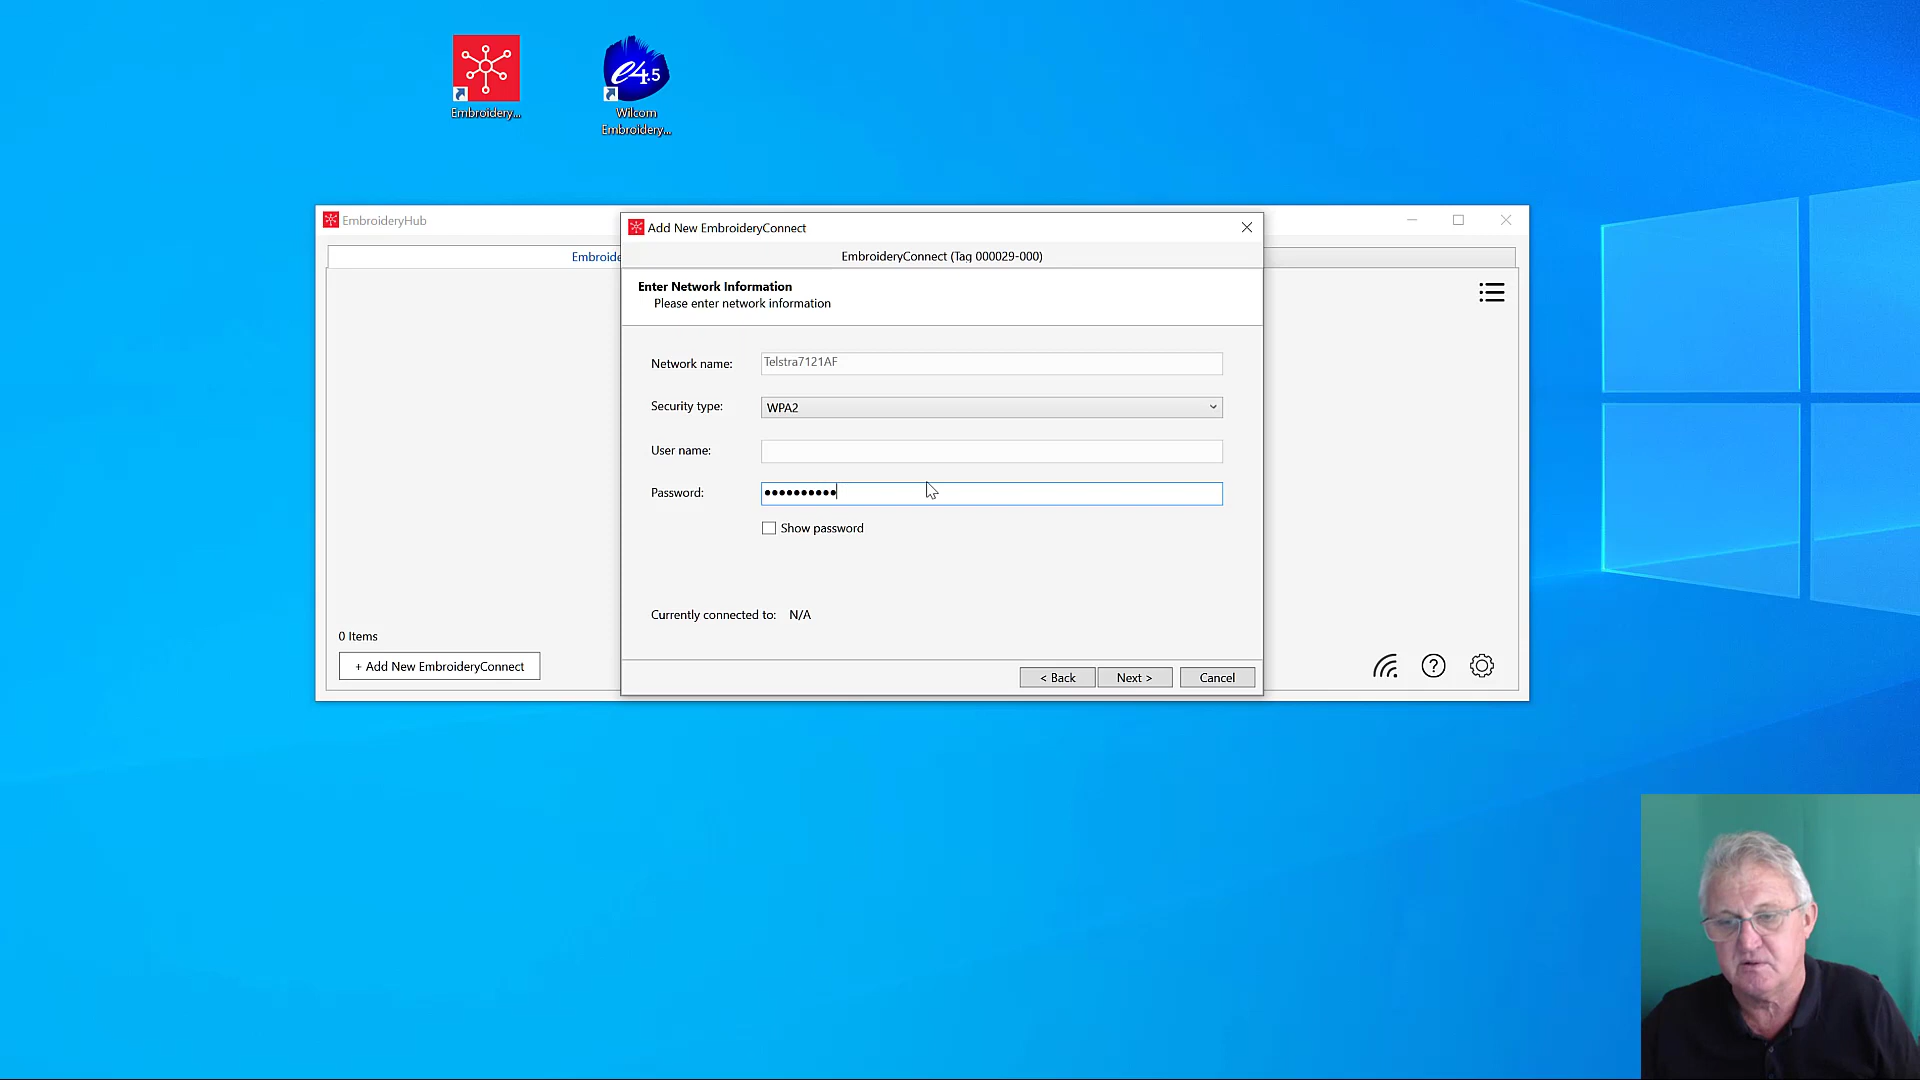 e4.5
Embroidery...
Wilcom
Embroidery...
EmbroideryHub
Embroide
Add New EmbroideryConnect
EmbroideryConnect (Tag 000029-000)
Enter Network Information
Please enter network information
Network name:
Telstra7121AF
Security type:
WPA2
User name:
Password:
●●●●●●●●●●
Show password
Currently connected to: N/A
0 Items
+ Add New EmbroideryConnect
?
< Back
Next >
Cancel